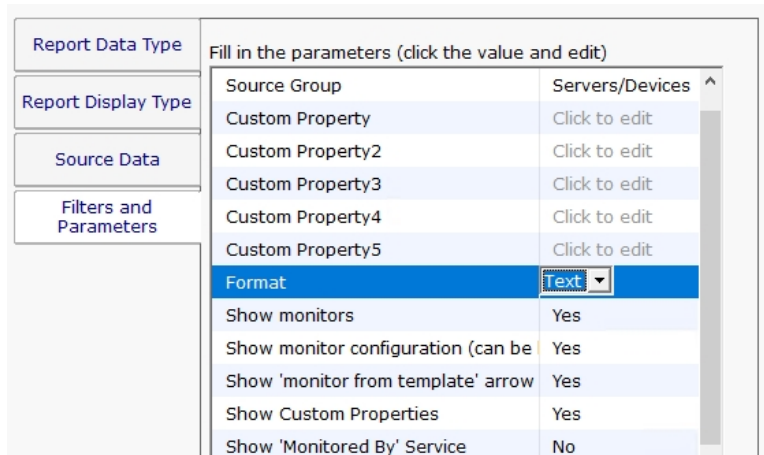 Report Data Type
Report Display Type
Source Data
Filters and
Parameters
Fill in the parameters (click the value and edit)
Source Group Servers/Devices
Custom Property Click to edit
Custom Property2 Click to edit
Custom Property3 Click to edit
Custom Property4 Click to edit
Custom Property5 Click to edit
Format Text
Show monitors Yes
Show monitor configuration (can be Yes
Show 'monitor from template' arrow Yes
Show Custom Properties Yes
Show 'Monitored By' Service No